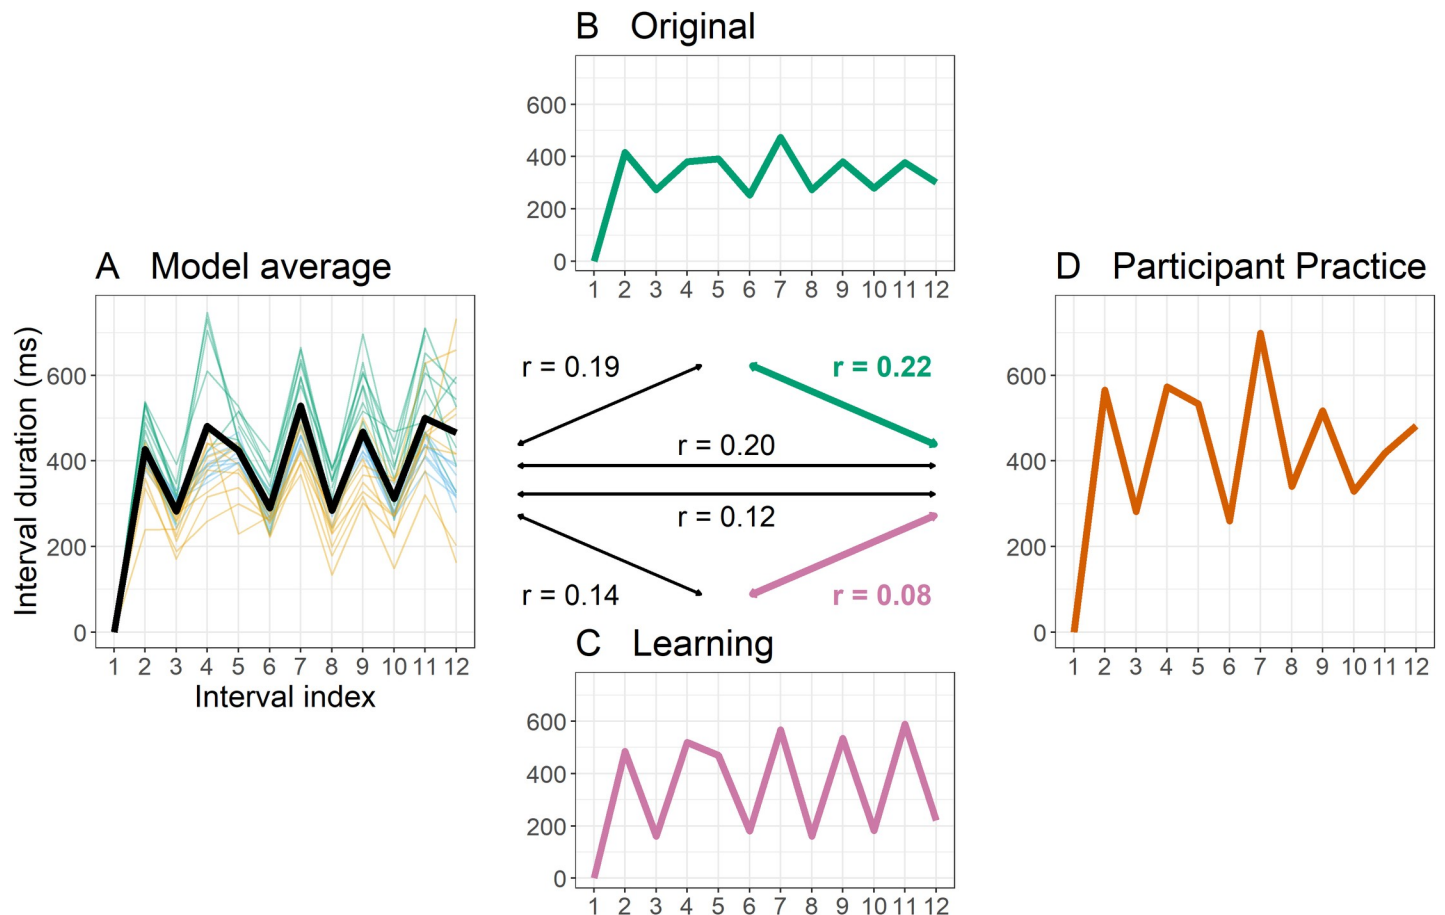 B Original
600
400
200
0
1 2 3 4 5 6 7 8 9 10 11 12
A Model average
Interval duration (ms)
600
400
200
0
1 2 3 4 5 6 7 8 9 10 11 12
Interval index
r = 0.19
r = 0.22
r = 0.20
r = 0.12
r = 0.14
r = 0.08
D Participant Practice
600
400
200
0
1 2 3 4 5 6 7 8 9 10 11 12
C Learning
600
400
200
0
1 2 3 4 5 6 7 8 9 10 11 12